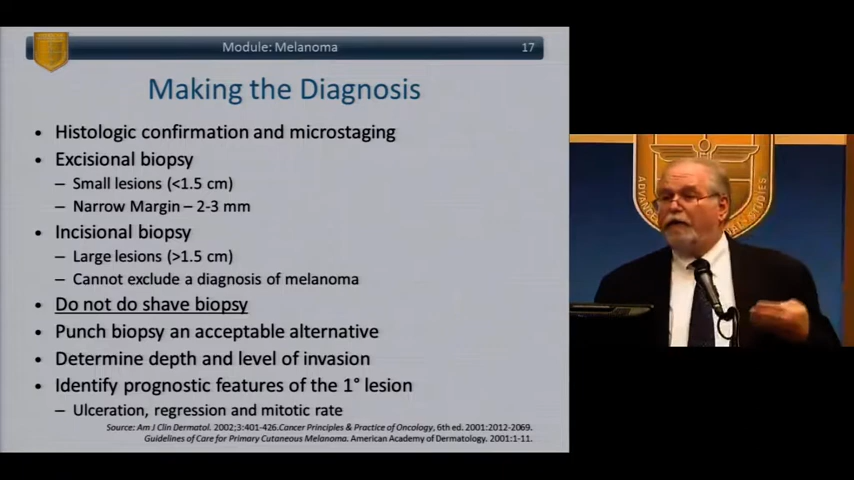 Module: Melanoma 17
Making the Diagnosis
• Histologic confirmation and microstaging
• Excisional biopsy
– Small lesions (<1.5 cm)
– Narrow Margin – 2-3 mm
• Incisional biopsy
– Large lesions (>1.5 cm)
– Cannot exclude a diagnosis of melanoma
• Do not do shave biopsy
• Punch biopsy an acceptable alternative
• Determine depth and level of invasion
• Identify prognostic features of the 1° lesion
– Ulceration, regression and mitotic rate
Source: Am J Clin Dermatol. 2002;3:401-426.Cancer Principles & Practice of Oncology, 6th ed. 2001:2012-2069.
Guidelines of Care for Primary Cutaneous Melanoma. American Academy of Dermatology. 2001:1-11.